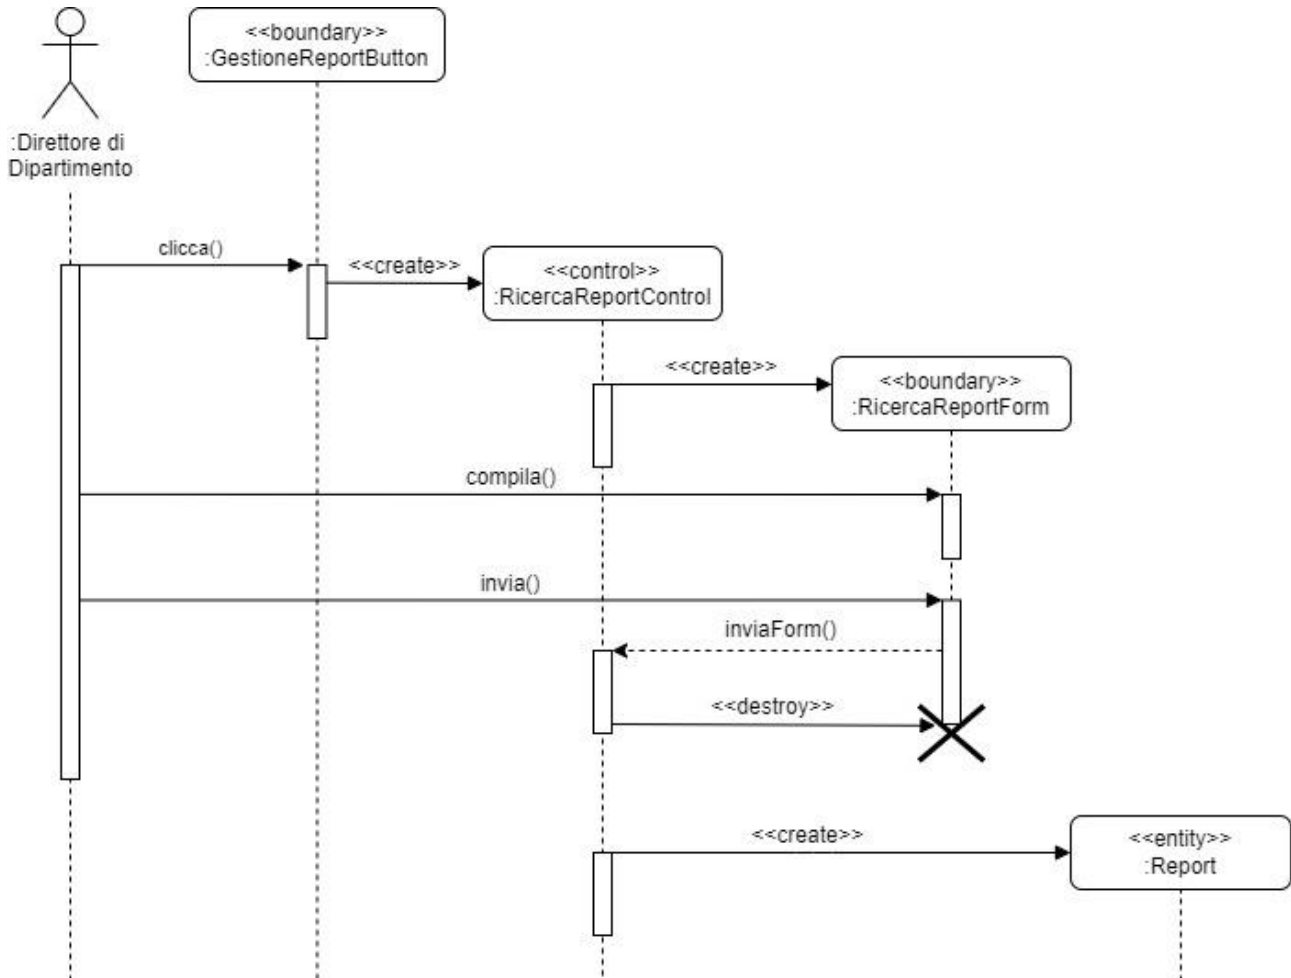 <<boundary>>
:GestioneReportButton
:Direttore di
Dipartimento
clicca()
<<create>>
<<control>>
:RicercaReportControl
<<create>>
<<boundary>>
:RicercaReportForm
compila()
invia()
inviaForm()
<<destroy>>
<<create>>
<<entity>>
:Report